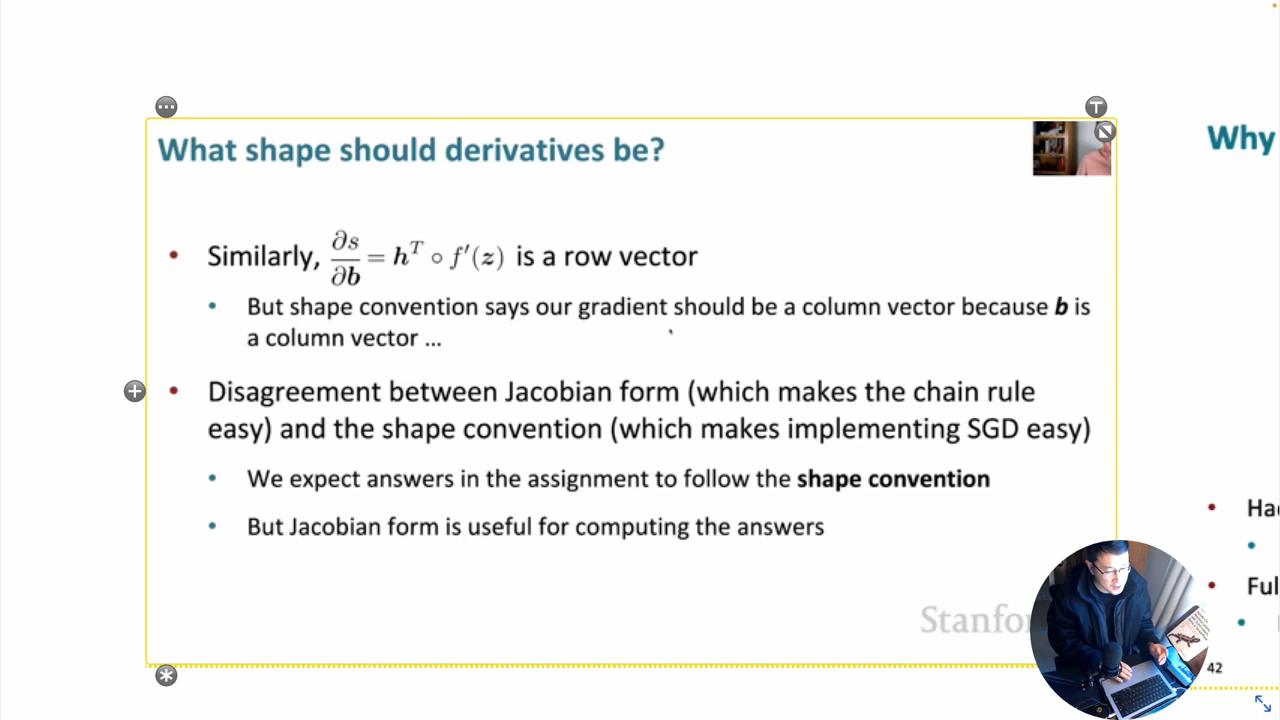 What shape should derivatives be?
Why
• Similarly, ∂s/∂b = hᵀ ∘ f′(z) is a row vector
• But shape convention says our gradient should be a column vector because b is
a column vector ...
• Disagreement between Jacobian form (which makes the chain rule
easy) and the shape convention (which makes implementing SGD easy)
• We expect answers in the assignment to follow the shape convention
• But Jacobian form is useful for computing the answers
42